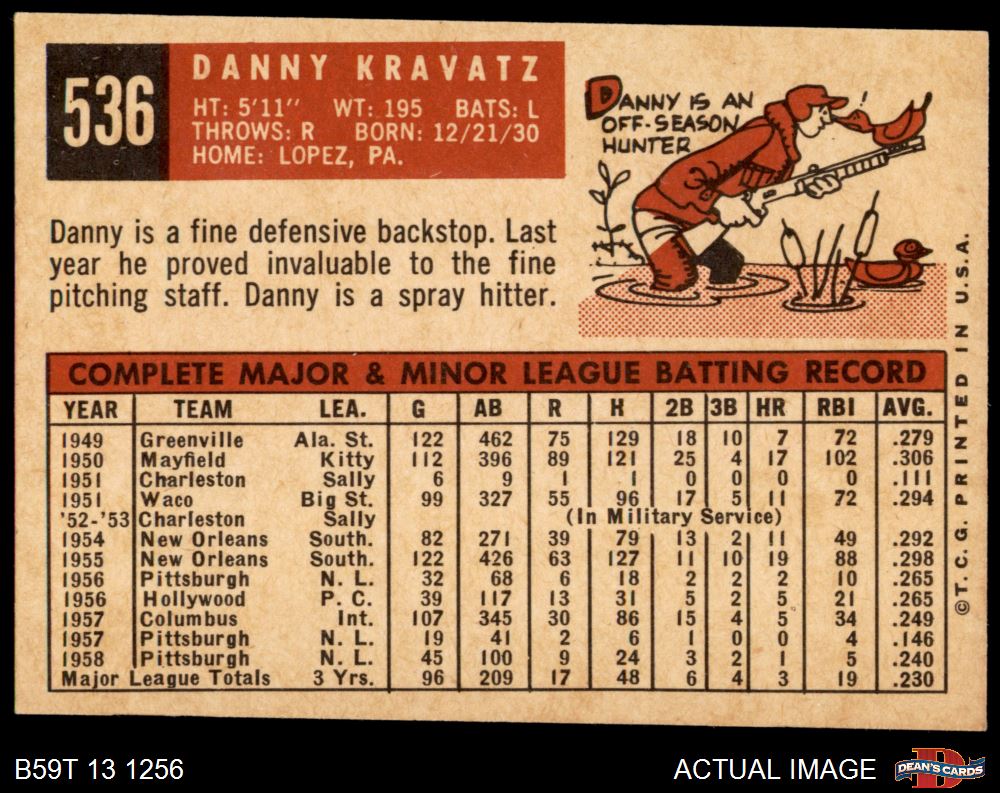 536
DANNY KRAVATZ
HT: 5'11" WT: 195 BATS: L
THROWS: R BORN: 12/21/30
HOME: LOPEZ, PA.
DANNY IS AN
OFF-SEASON
HUNTER
!
Danny is a fine defensive backstop. Last
year he proved invaluable to the fine
pitching staff. Danny is a spray hitter.
COMPLETE MAJOR & MINOR LEAGUE BATTING RECORD
YEAR TEAM LEA. G AB R H 2B 3B HR RBI AVG.
1949 Greenville Ala. St. 122 462 75 129 18 10 7 72 .279
1950 Mayfield Kitty 112 396 89 121 25 4 17 102 .306
1951 Charleston Sally 6 9 1 1 0 0 0 0 .111
1951 Waco Big St. 99 327 55 96 17 5 11 72 .294
'52-'53 Charleston Sally (In Military Service)
1954 New Orleans South. 82 271 39 79 13 2 11 49 .292
1955 New Orleans South. 122 426 63 127 11 10 19 88 .298
1956 Pittsburgh N. L. 32 68 6 18 2 2 2 10 .265
1956 Hollywood P. C. 39 117 13 31 5 2 5 21 .265
1957 Columbus Int. 107 345 30 86 15 4 5 34 .249
1957 Pittsburgh N. L. 19 41 2 6 1 0 0 4 .146
1958 Pittsburgh N. L. 45 100 9 24 3 2 1 5 .240
Major League Totals 3 Yrs. 96 209 17 48 6 4 3 19 .230
©T. C. G. PRINTED IN U.S.A.
B59T 13 1256
ACTUAL IMAGE
DEAN'S CARDS